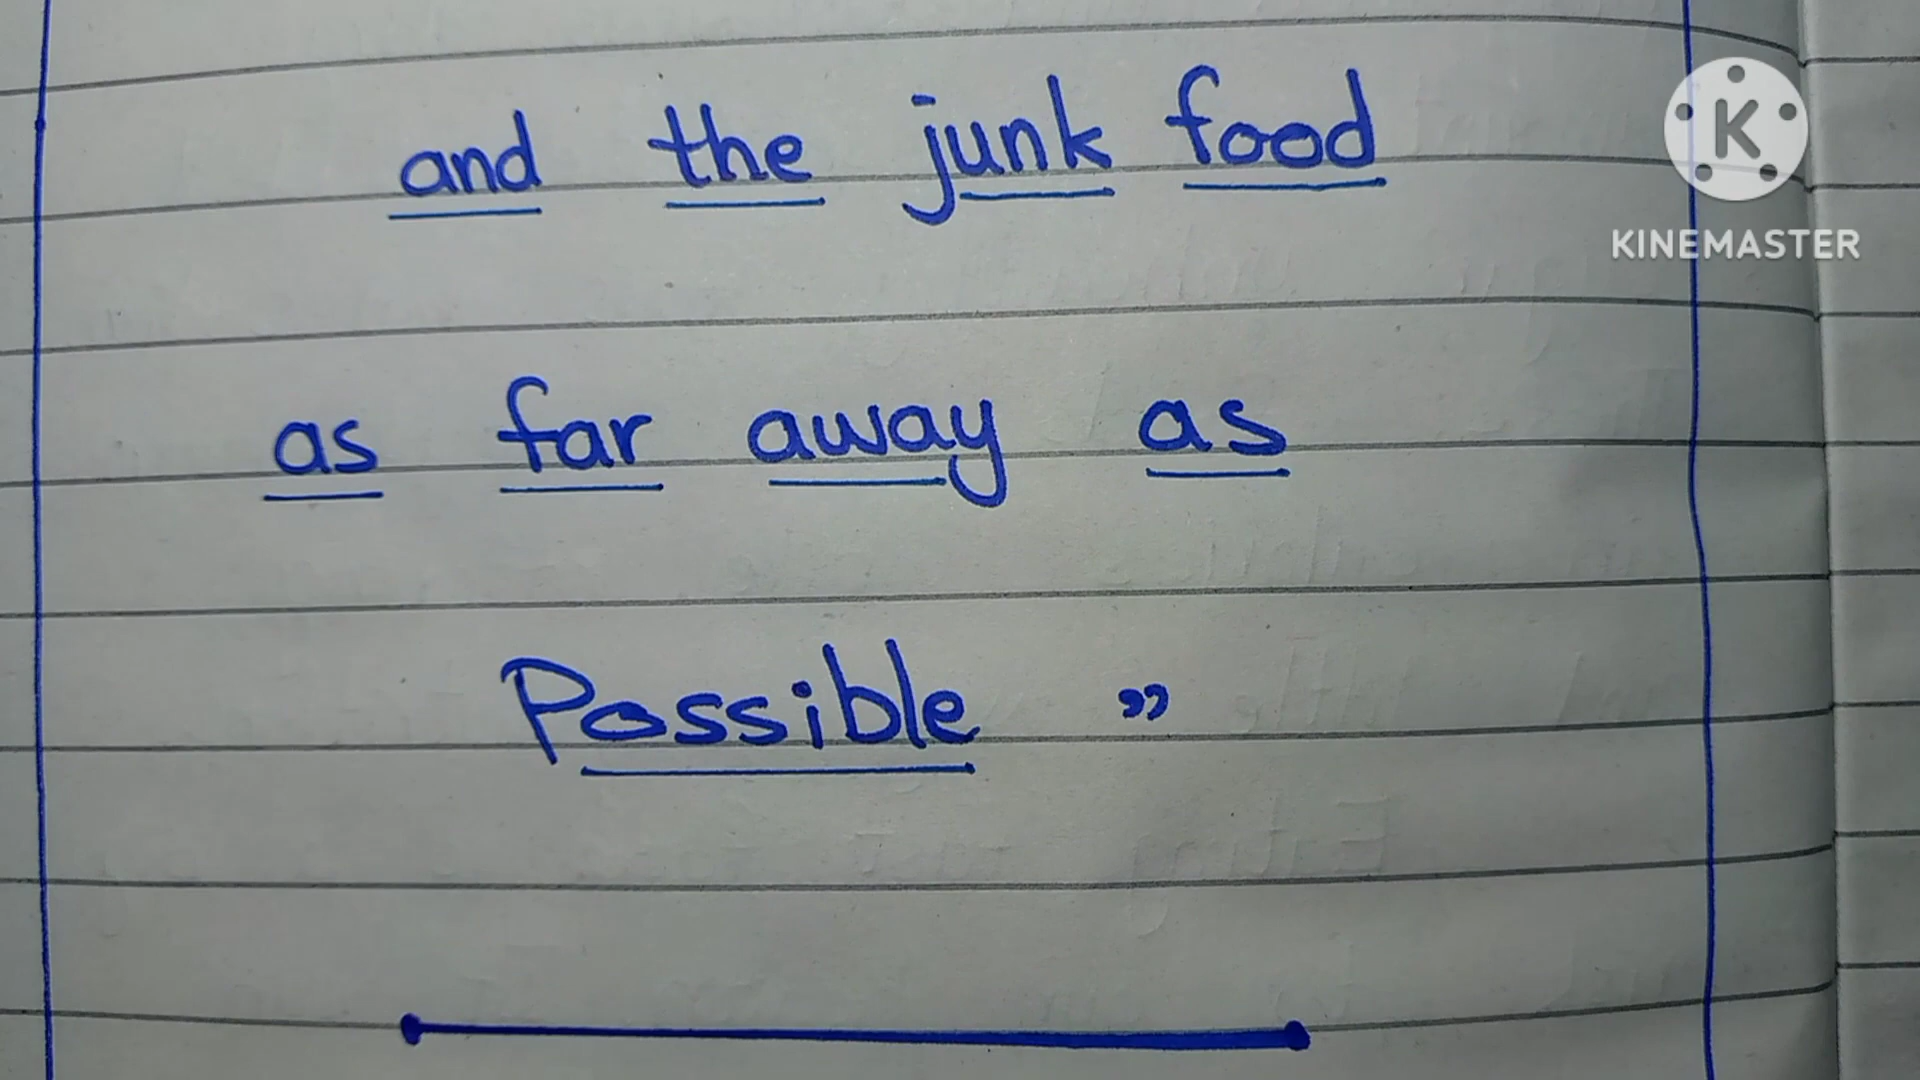 and the junk food
K
KINEMASTER
as far away as
Possible ”